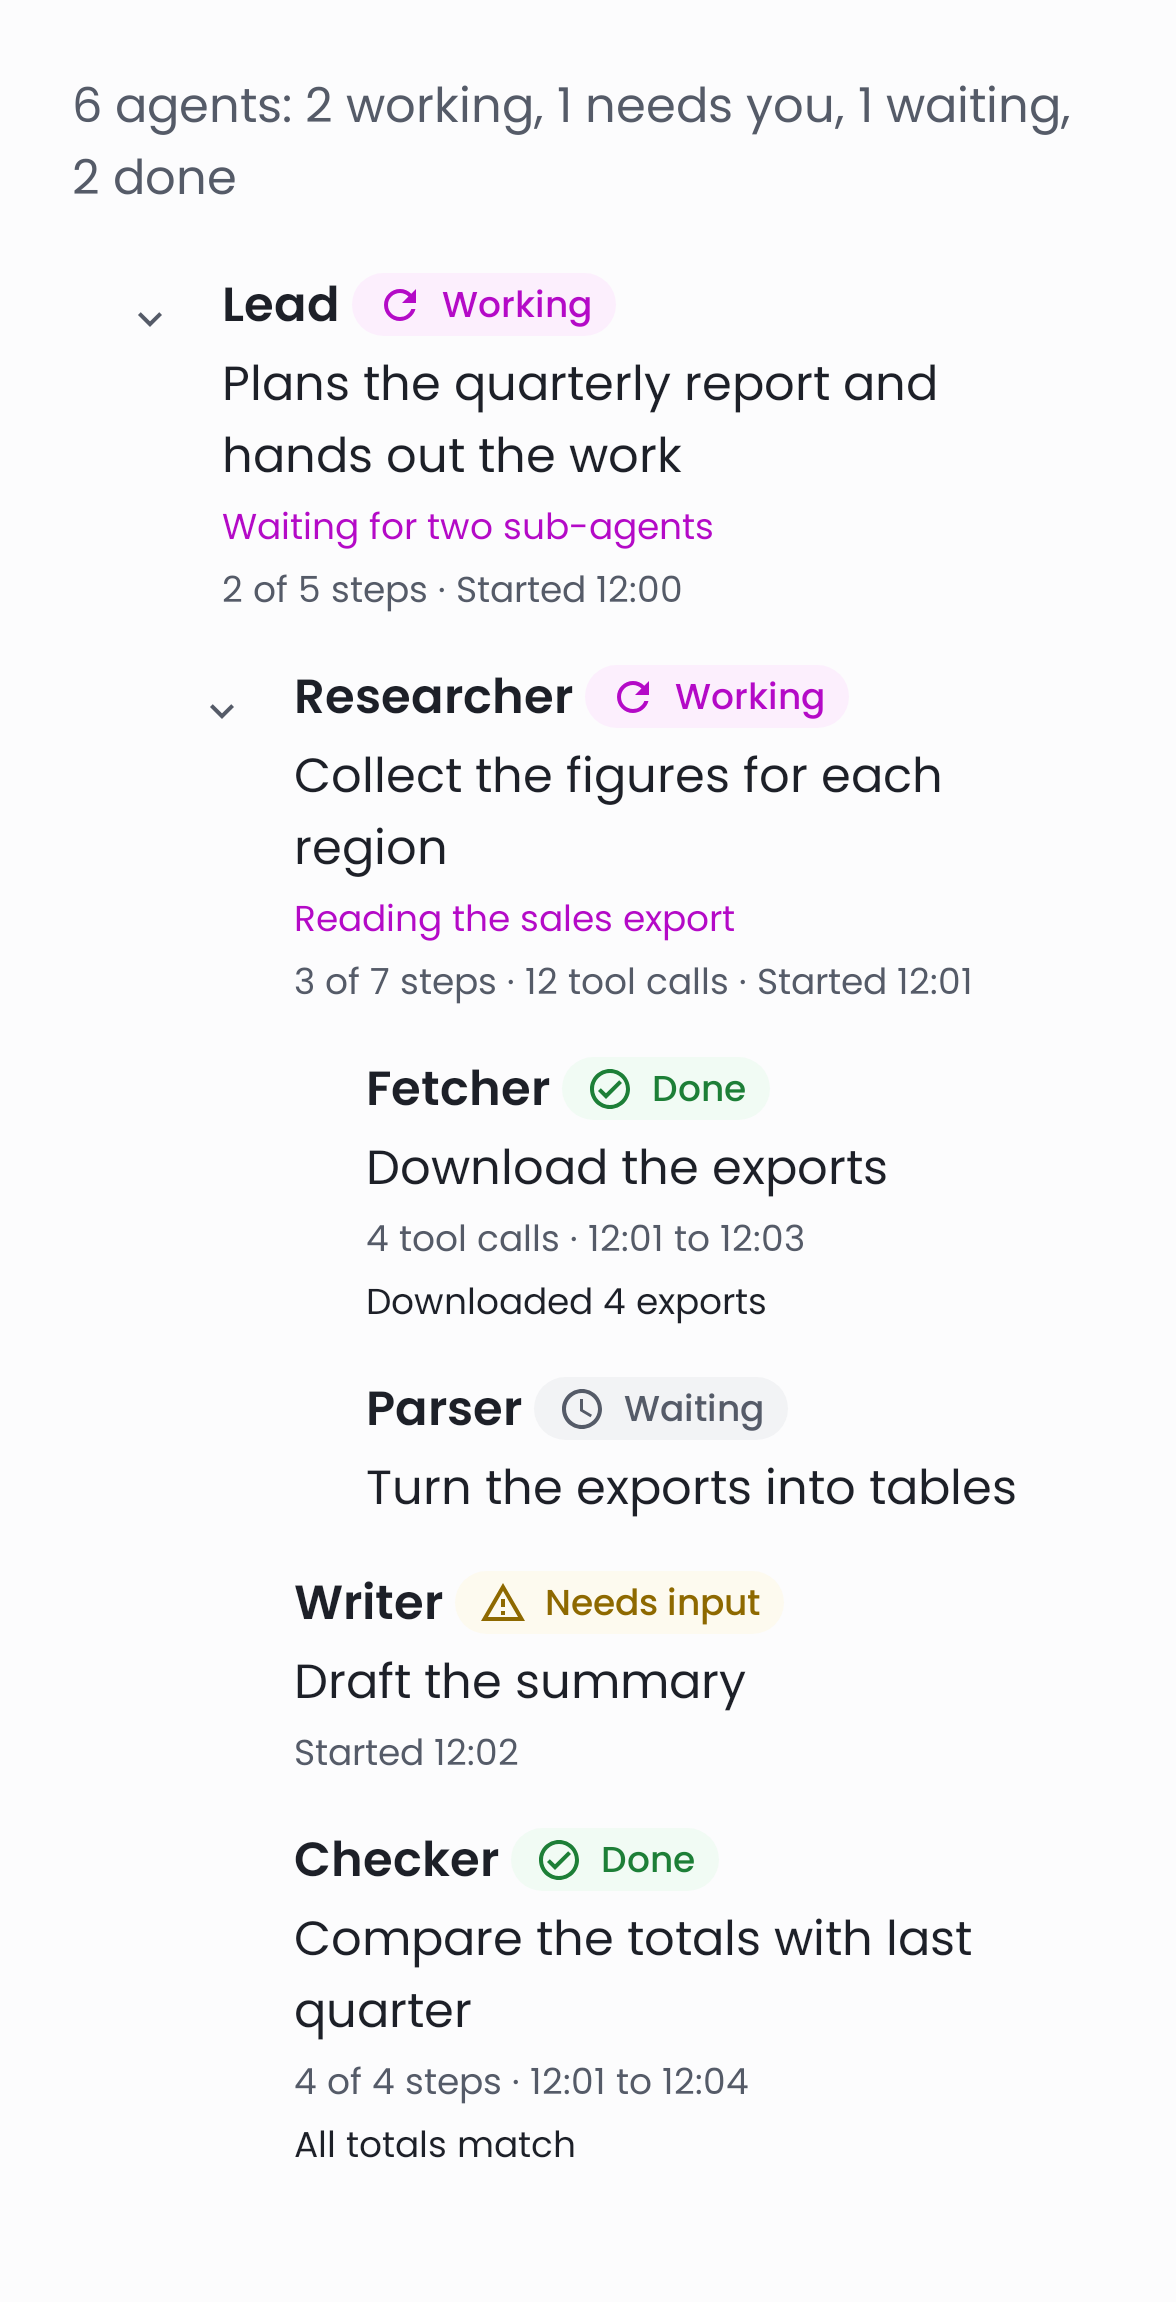 6 agents: 2 working, 1 needs you, 1 waiting,
2 done
Lead Working
Plans the quarterly report and
hands out the work
Waiting for two sub-agents
2 of 5 steps · Started 12:00
Researcher Working
Collect the figures for each
region
Reading the sales export
3 of 7 steps · 12 tool calls · Started 12:01
Fetcher Done
Download the exports
4 tool calls · 12:01 to 12:03
Downloaded 4 exports
Parser Waiting
Turn the exports into tables
Writer Needs input
Draft the summary
Started 12:02
Checker Done
Compare the totals with last
quarter
4 of 4 steps · 12:01 to 12:04
All totals match